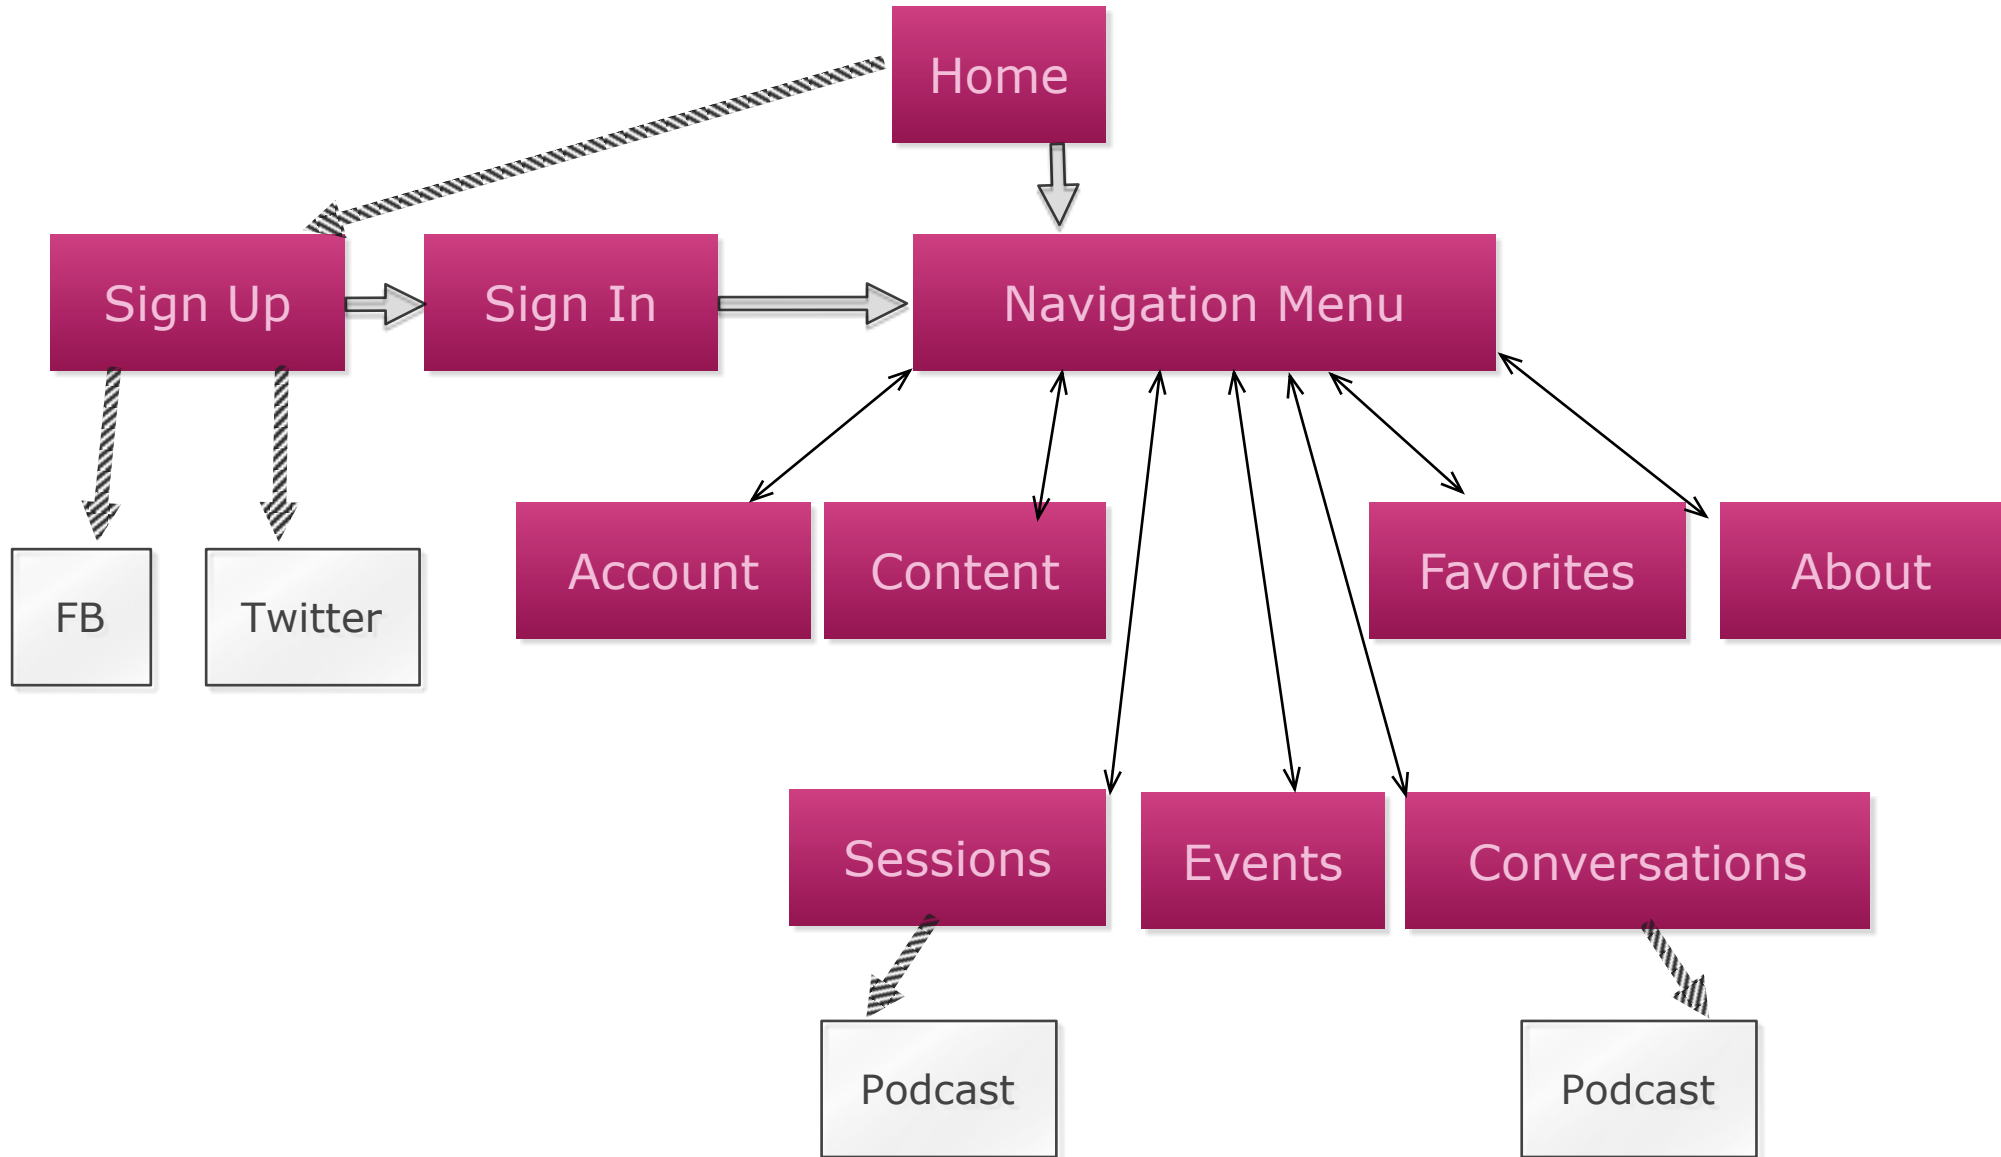 Home
Sign Up
Sign In
Navigation Menu
Account
Content
Favorites
About
FB
Twitter
Sessions
Events
Conversations
Podcast
Podcast